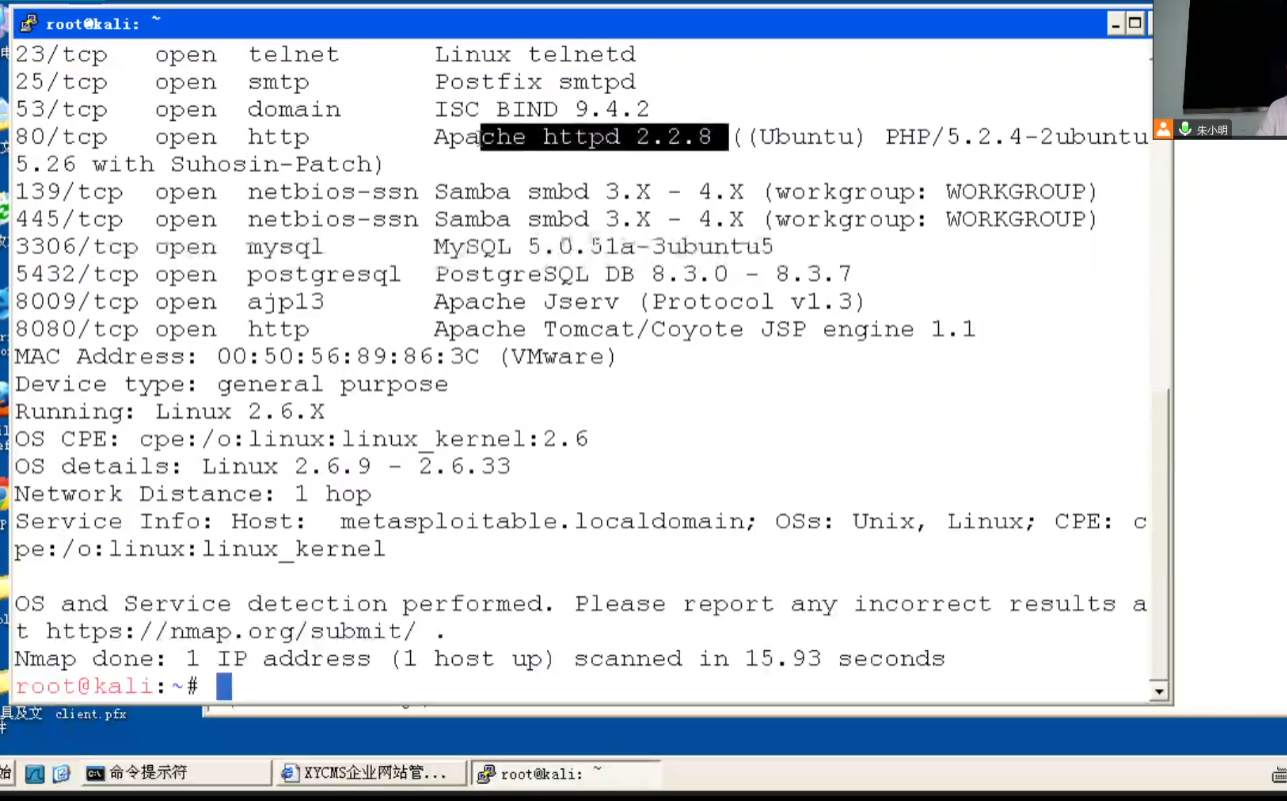 root@kali: ~
23/tcp open telnet Linux telnetd
25/tcp open smtp Postfix smtpd
53/tcp open domain ISC BIND 9.4.2
80/tcp open http Apache httpd 2.2.8 ((Ubuntu) PHP/5.2.4-2ubuntu
5.26 with Suhosin-Patch)
139/tcp open netbios-ssn Samba smbd 3.X - 4.X (workgroup: WORKGROUP)
445/tcp open netbios-ssn Samba smbd 3.X - 4.X (workgroup: WORKGROUP)
3306/tcp open mysql MySQL 5.0.51a-3ubuntu5
5432/tcp open postgresql PostgreSQL DB 8.3.0 - 8.3.7
8009/tcp open ajp13 Apache Jserv (Protocol v1.3)
8080/tcp open http Apache Tomcat/Coyote JSP engine 1.1
MAC Address: 00:50:56:89:86:3C (VMware)
Device type: general purpose
Running: Linux 2.6.X
OS CPE: cpe:/o:linux:linux_kernel:2.6
OS details: Linux 2.6.9 - 2.6.33
Network Distance: 1 hop
Service Info: Host: metasploitable.localdomain; OSs: Unix, Linux; CPE: c
pe:/o:linux:linux_kernel
OS and Service detection performed. Please report any incorrect results a
t https://nmap.org/submit/ .
Nmap done: 1 IP address (1 host up) scanned in 15.93 seconds
root@kali:~#
朱小明
具及文 client.pfx
件
始 命令提示符 XYCMS企业网站管... root@kali: ~